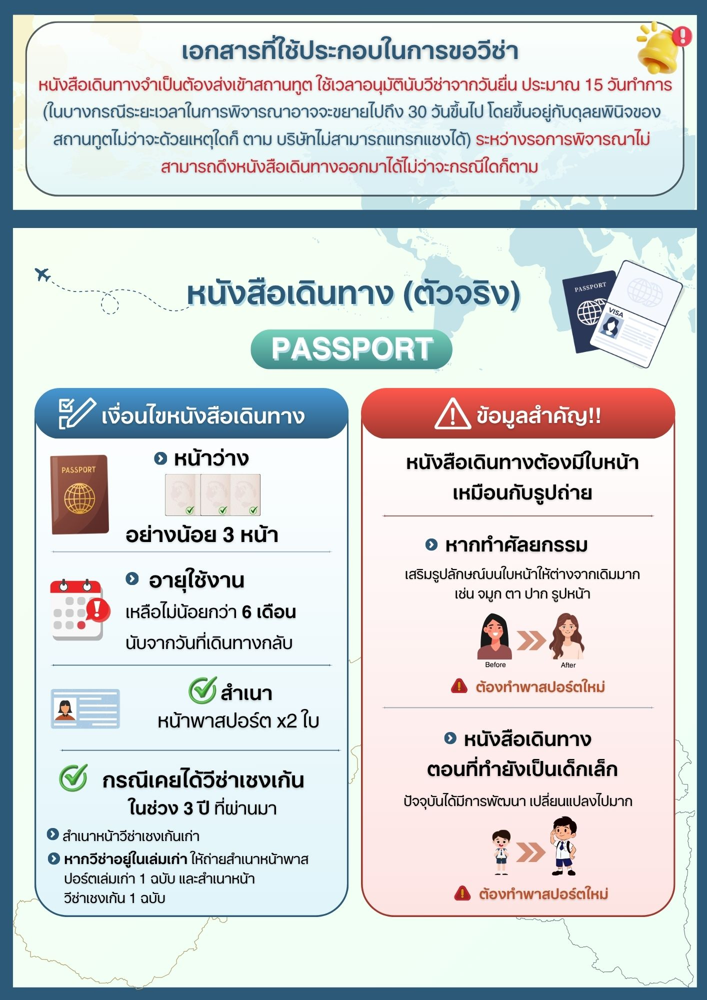 เอกสารที่ใช้ประกอบในการขอวีซ่า
หนังสือเดินทางจำเป็นต้องส่งเข้าสถานทูต ใช้เวลาอนุมัตินับวีซ่าจากวันยื่น ประมาณ 15 วันทำการ
(ในบางกรณีระยะเวลาในการพิจารณาอาจจะขยายไปถึง 30 วันขึ้นไป โดยขึ้นอยู่กับดุลยพินิจของ
สถานทูตไม่ว่าจะด้วยเหตุใดก็ ตาม บริษัทไม่สามารถแทรกแซงได้) ระหว่างรอการพิจารณาไม่
สามารถดึงหนังสือเดินทางออกมาได้ไม่ว่าจะกรณีใดก็ตาม
หนังสือเดินทาง (ตัวจริง)
PASSPORT
PASSPORT
VISA
เงื่อนไขหนังสือเดินทาง
PASSPORT
หน้าว่าง
อย่างน้อย 3 หน้า
อายุใช้งาน
เหลือไม่น้อยกว่า 6 เดือน
นับจากวันที่เดินทางกลับ
สำเนา
หน้าพาสปอร์ต x2 ใบ
กรณีเคยได้วีซ่าเชงเก้น
ในช่วง 3 ปี ที่ผ่านมา
สำเนาหน้าวีซ่าเชงเก้นเก่า
หากวีซ่าอยู่ในเล่มเก่า ให้ถ่ายสำเนาหน้าพาส
ปอร์ตเล่มเก่า 1 ฉบับ และสำเนาหน้า
วีซ่าเชงเก้น 1 ฉบับ
ข้อมูลสำคัญ!!
หนังสือเดินทางต้องมีใบหน้า
เหมือนกับรูปถ่าย
หากทำศัลยกรรม
เสริมรูปลักษณ์บนใบหน้าให้ต่างจากเดิมมาก
เช่น จมูก ตา ปาก รูปหน้า
Before
After
ต้องทำพาสปอร์ตใหม่
หนังสือเดินทาง
ตอนที่ทำยังเป็นเด็กเล็ก
ปัจจุบันได้มีการพัฒนา เปลี่ยนแปลงไปมาก
ต้องทำพาสปอร์ตใหม่